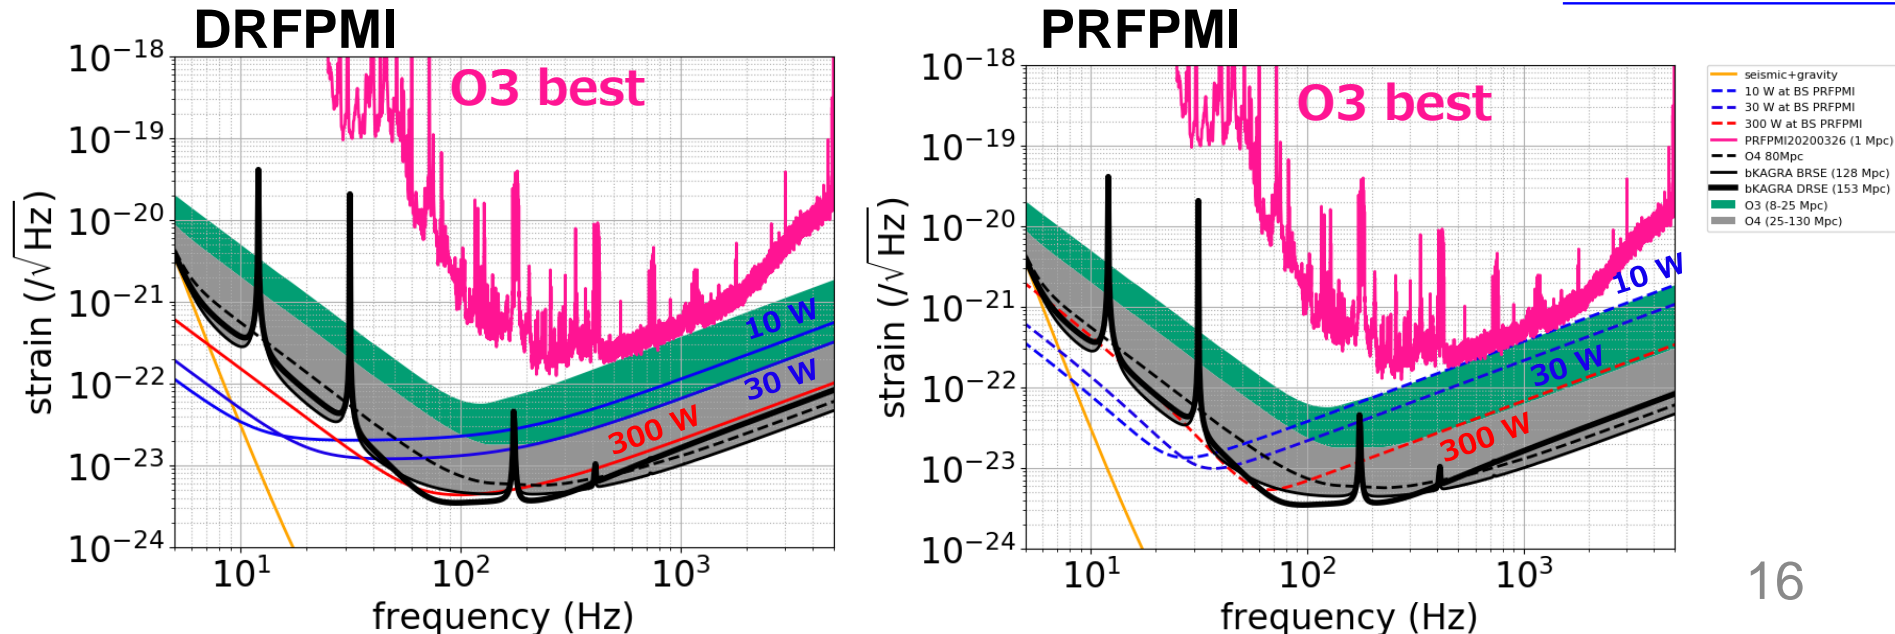 DRFPMI
O3 best
10 W
30 W
300 W
10⁻¹⁸
10⁻¹⁹
10⁻²⁰
10⁻²¹
10⁻²²
10⁻²³
10⁻²⁴
strain (/√Hz)
10¹
10²
10³
frequency (Hz)
PRFPMI
O3 best
10 W
30 W
300 W
10⁻¹⁸
10⁻¹⁹
10⁻²⁰
10⁻²¹
10⁻²²
10⁻²³
10⁻²⁴
strain (/√Hz)
10¹
10²
10³
frequency (Hz)
seismic+gravity
10 W at BS PRFPMI
30 W at BS PRFPMI
300 W at BS PRFPMI
PRFPMI20200326 (1 Mpc)
O4 80Mpc
bKAGRA BRSE (128 Mpc)
bKAGRA DRSE (153 Mpc)
O3 (8-25 Mpc)
O4 (25-130 Mpc)
16